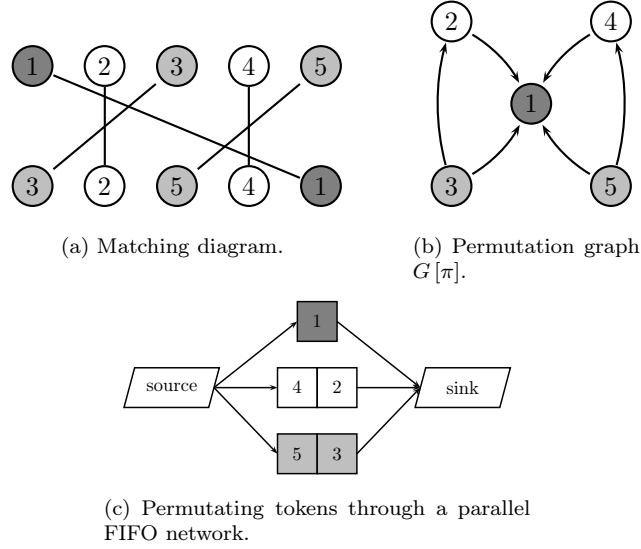 1 2 3 4 5
3 2 5 4 1
(a) Matching diagram.
2 4
1
3 5
(b) Permutation graph
G [π].
1
source 4 2 sink
5 3
(c) Permutating tokens through a parallel
FIFO network.